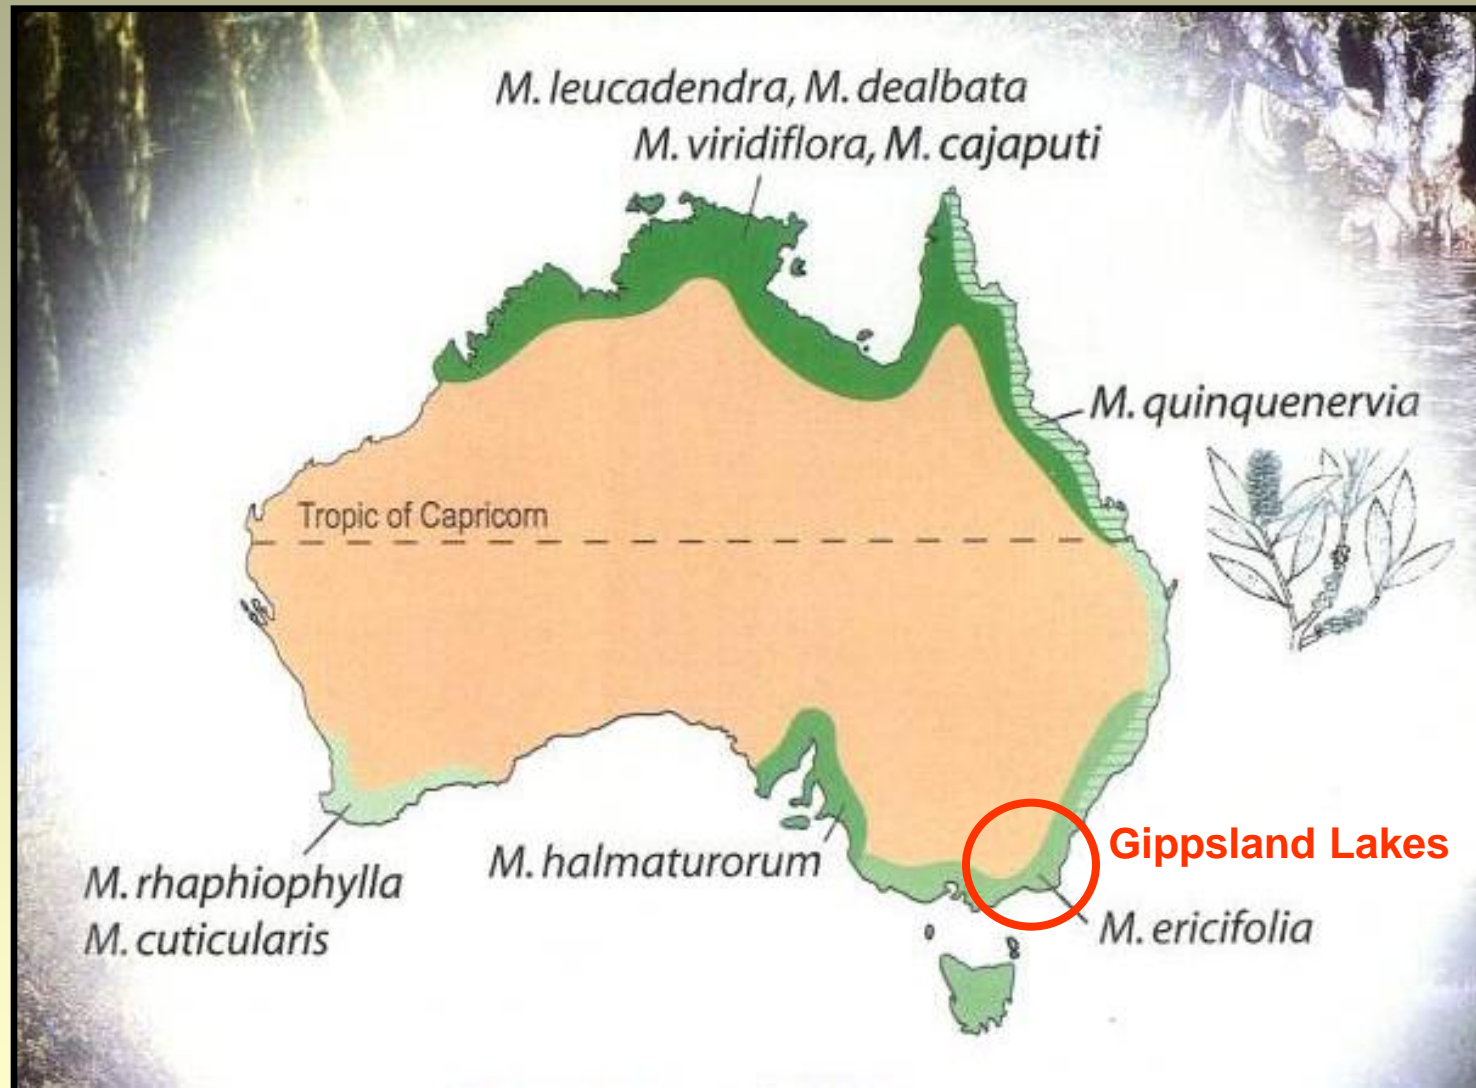 M. leucadendra, M. dealbata
M. viridiflora, M. cajaputi
M. quinquenervia
Tropic of Capricorn
Gippsland Lakes
M. halmaturorum
M. rhaphiophylla
M. cuticularis
M. ericifolia